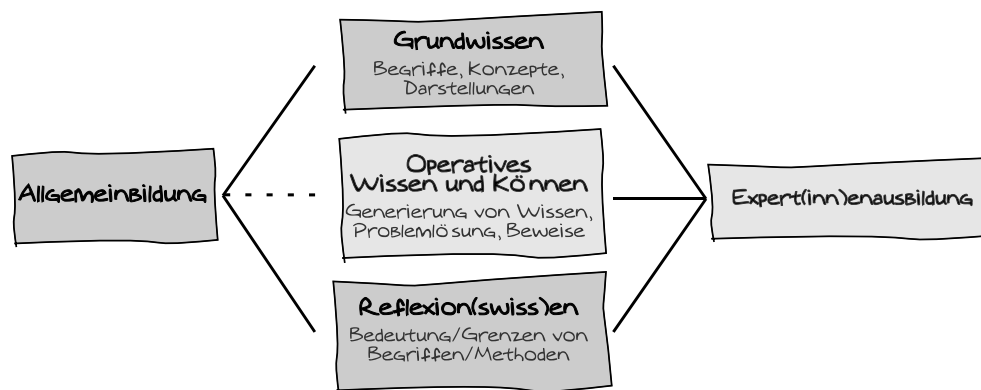 Grundwissen
Begriffe, Konzepte,
Darstellungen
Allgemeinbildung
Operatives
Wissen und Können
Generierung von Wissen,
Problemlösung, Beweise
Expert(inn)enausbildung
Reflexion(swiss)en
Bedeutung/Grenzen von
Begriffen/Methoden